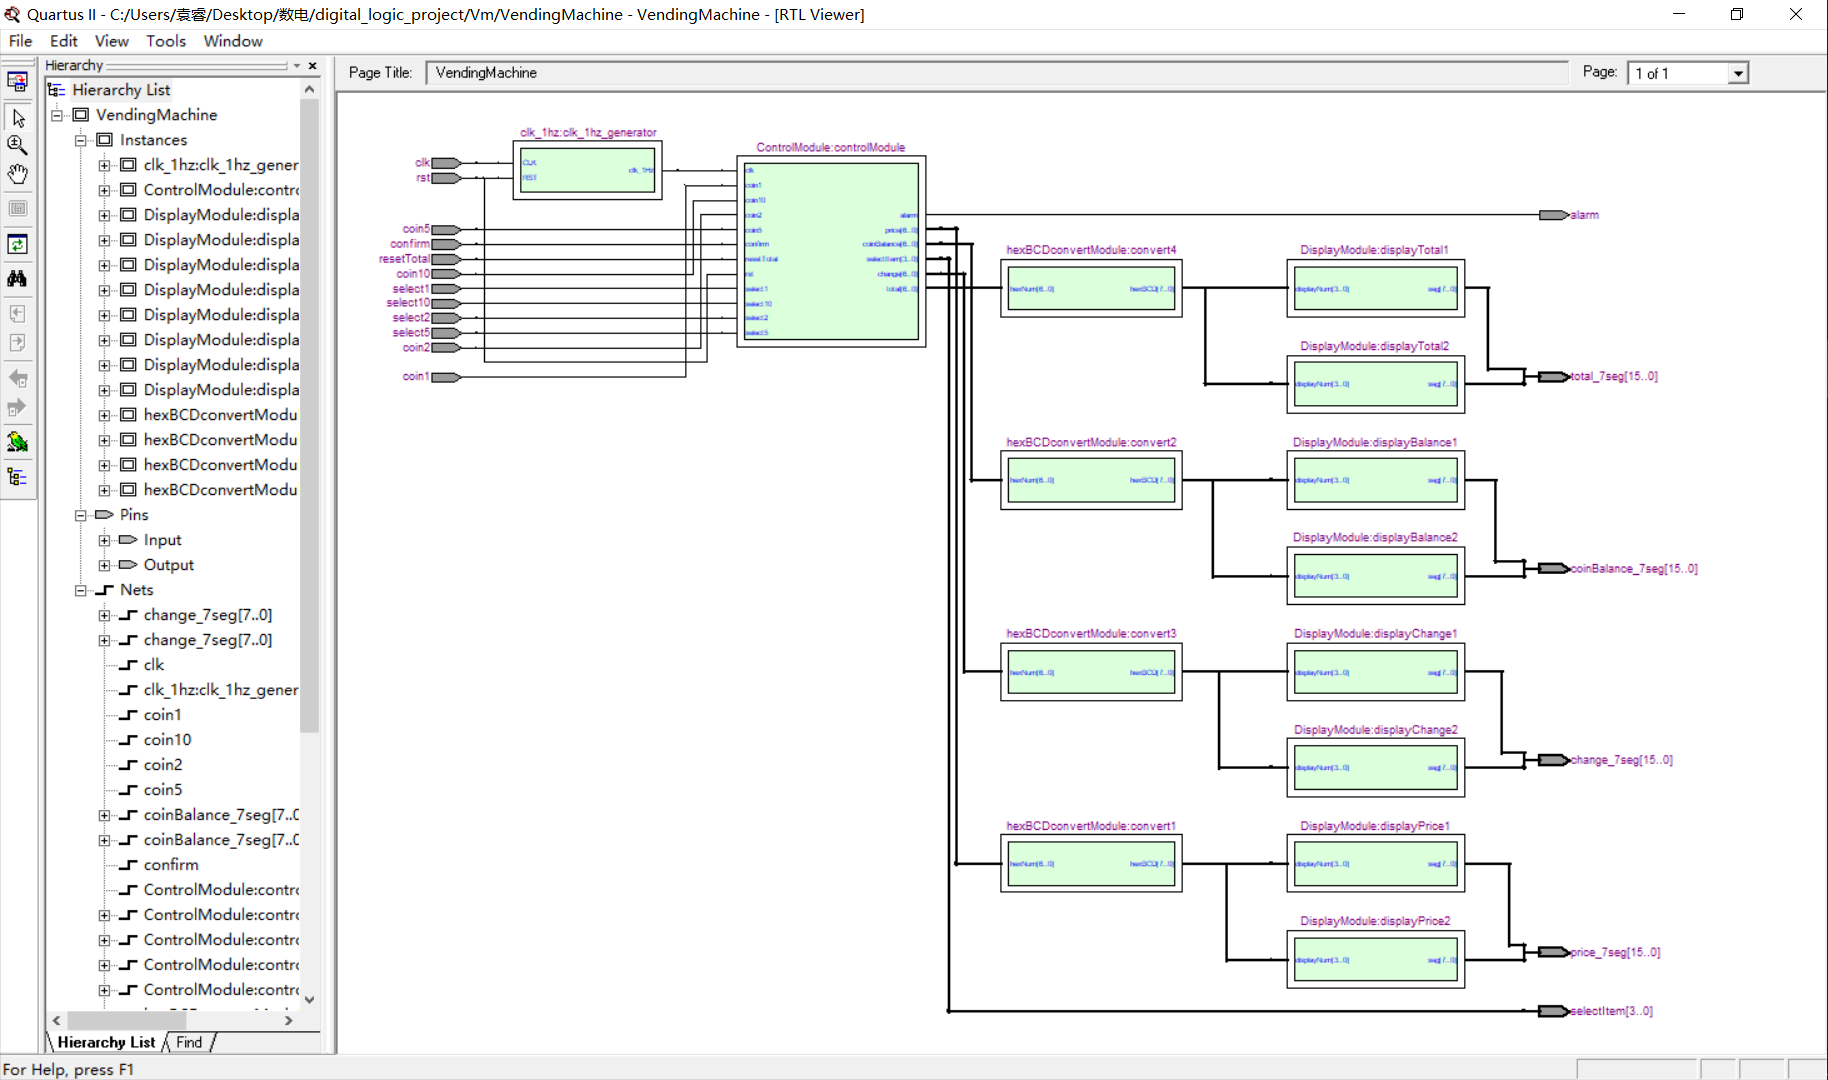 Quartus II - C:/Users/袁睿/Desktop/数电/digital_logic_project/Vm/VendingMachine - VendingMachine - [RTL Viewer]
File Edit View Tools Window
Hierarchy
Page Title: VendingMachine
Page: 1 of 1
Hierarchy List
VendingMachine
Instances
clk_1hz:clk_1hz_gener
ControlModule:contro
DisplayModule:displa
DisplayModule:displa
DisplayModule:displa
DisplayModule:displa
DisplayModule:displa
DisplayModule:displa
DisplayModule:displa
DisplayModule:displa
hexBCDconvertModu
hexBCDconvertModu
hexBCDconvertModu
hexBCDconvertModu
Pins
Input
Output
Nets
change_7seg[7..0]
change_7seg[7..0]
clk
clk_1hz:clk_1hz_gener
coin1
coin10
coin2
coin5
coinBalance_7seg[7..0
coinBalance_7seg[7..0
confirm
ControlModule:contro
ControlModule:contro
ControlModule:contro
ControlModule:contro
ControlModule:contro
Hierarchy List Find
For Help, press F1
clk
rst
coin5
confirm
resetTotal
coin10
select1
select10
select2
select5
coin2
coin1
clk_1hz:clk_1hz_generator
CLK
RST
clk_1Hz
ControlModule:controlModule
clk
coin1
coin10
coin2
coin5
confirm
resetTotal
rst
select1
select10
select2
select5
alarm
price[6..0]
coinBalance[6..0]
selectItem[3..0]
change[6..0]
total[6..0]
alarm
hexBCDconvertModule:convert4
hexNum[6..0] hexBCD[7..0]
DisplayModule:displayTotal1
displayNum[3..0] seg[7..0]
DisplayModule:displayTotal2
displayNum[3..0] seg[7..0]
total_7seg[15..0]
hexBCDconvertModule:convert2
hexNum[6..0] hexBCD[7..0]
DisplayModule:displayBalance1
displayNum[3..0] seg[7..0]
DisplayModule:displayBalance2
displayNum[3..0] seg[7..0]
coinBalance_7seg[15..0]
hexBCDconvertModule:convert3
hexNum[6..0] hexBCD[7..0]
DisplayModule:displayChange1
displayNum[3..0] seg[7..0]
DisplayModule:displayChange2
displayNum[3..0] seg[7..0]
change_7seg[15..0]
hexBCDconvertModule:convert1
hexNum[6..0] hexBCD[7..0]
DisplayModule:displayPrice1
displayNum[3..0] seg[7..0]
DisplayModule:displayPrice2
displayNum[3..0] seg[7..0]
price_7seg[15..0]
selectItem[3..0]